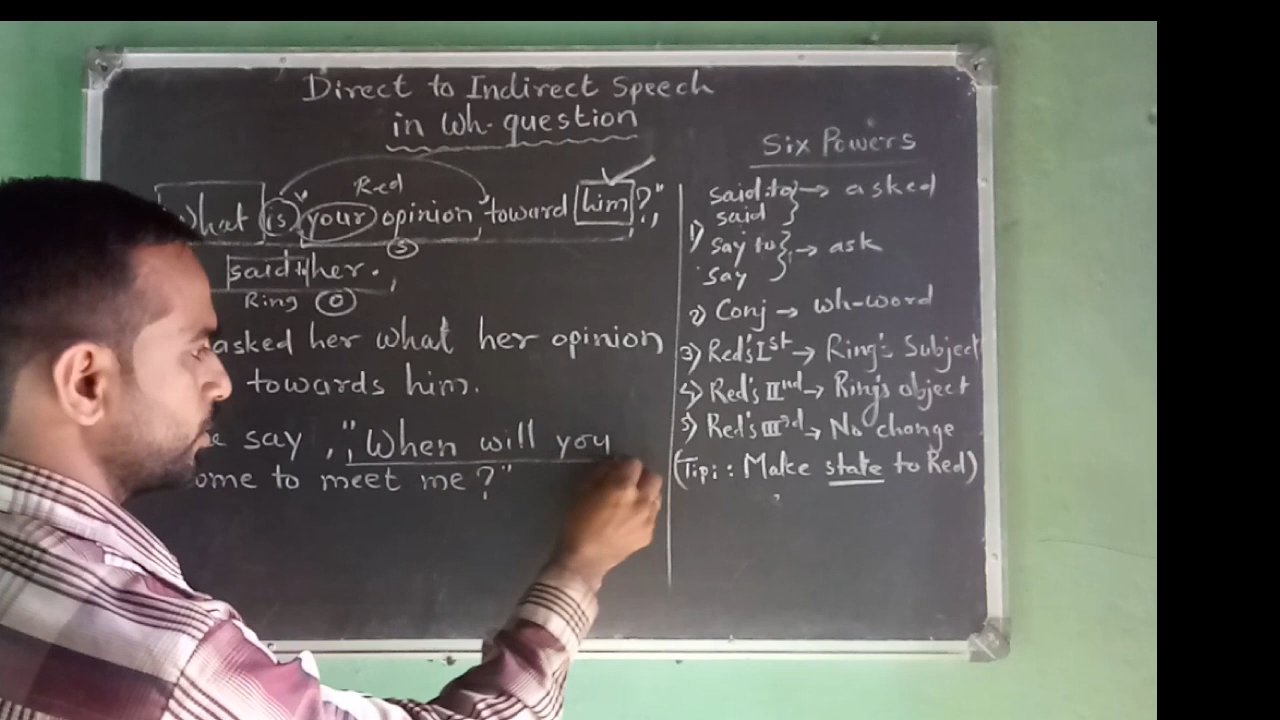 Direct to Indirect Speech
in Wh-question
Red
What is "your opinion toward him?",
S
said to her.
Ring O
asked her what her opinion
towards him.
say, "When will you
ome to meet me?"
Six Powers
said to } → asked
said
1) say to } → ask
say
2) Conj → wh-word
3) Red's Ist → Ring's Subject
4) Red's IInd → Ring's object
5) Red's IIIrd → No change
(Tip: : Make state to Red)